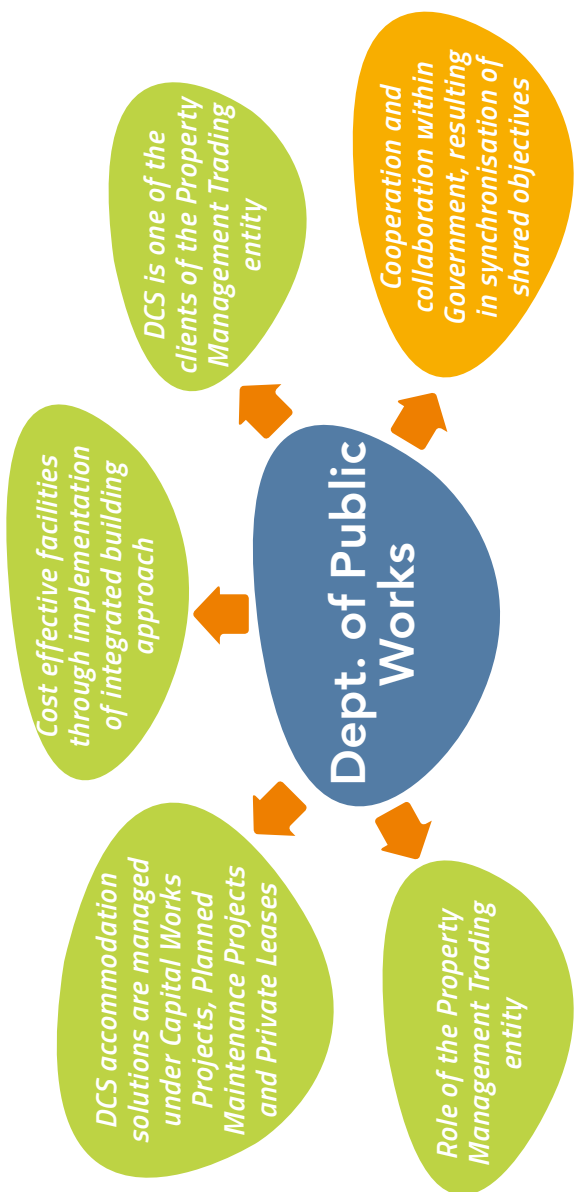 Role of the Property
Management Trading
entity
DCS accommodation
solutions are managed
under Capital Works
Projects, Planned
Maintenance Projects
and Private Leases
Cost effective facilities
through implementation
of integrated building
approach
DCS is one of the
clients of the Property
Management Trading
entity
Cooperation and
collaboration within
Government, resulting
in synchronisation of
shared objectives
Dept. of Public
Works